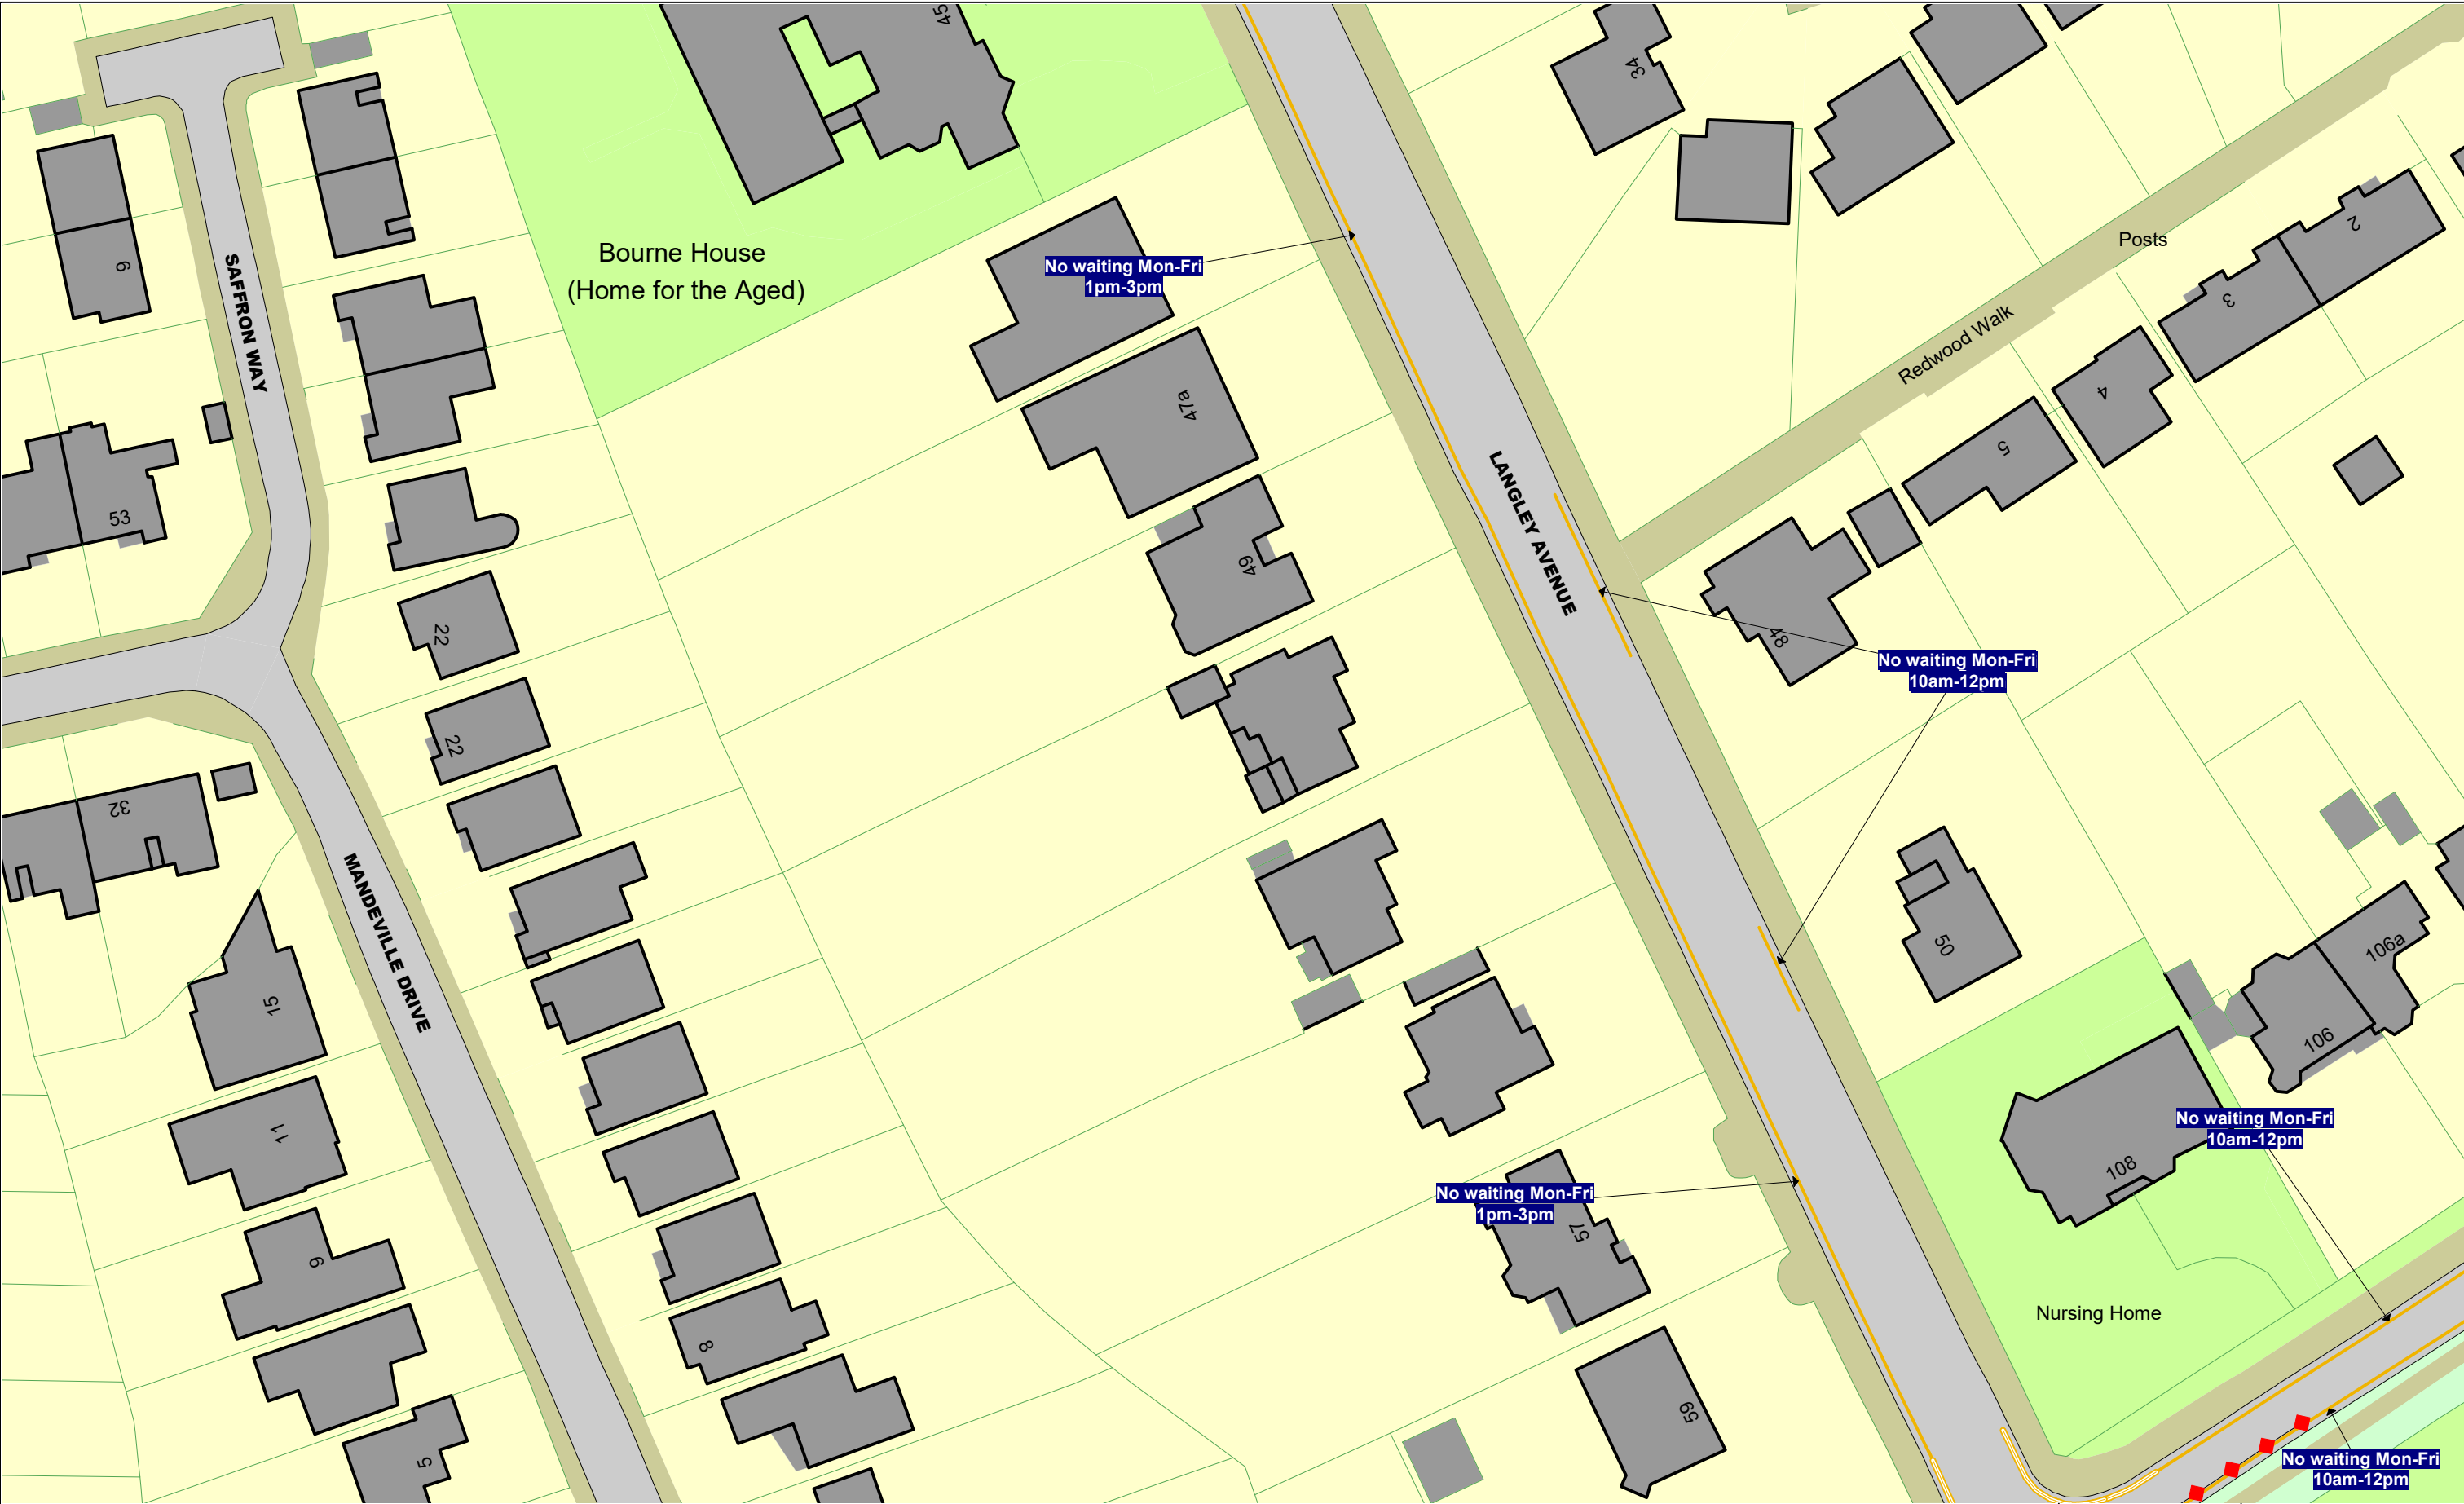 45
34
Bourne House
(Home for the Aged)
No waiting Mon-Fri
1pm-3pm
Posts
2
3
Redwood Walk
4
5
SAFFRON WAY
9
47a
LANGLEY AVENUE
53
49
48
22
No waiting Mon-Fri
10am-12pm
22
32
MANDEVILLE DRIVE
50
106a
106
15
11
No waiting Mon-Fri
10am-12pm
108
No waiting Mon-Fri
1pm-3pm
57
9
Nursing Home
8
59
5
No waiting Mon-Fri
10am-12pm